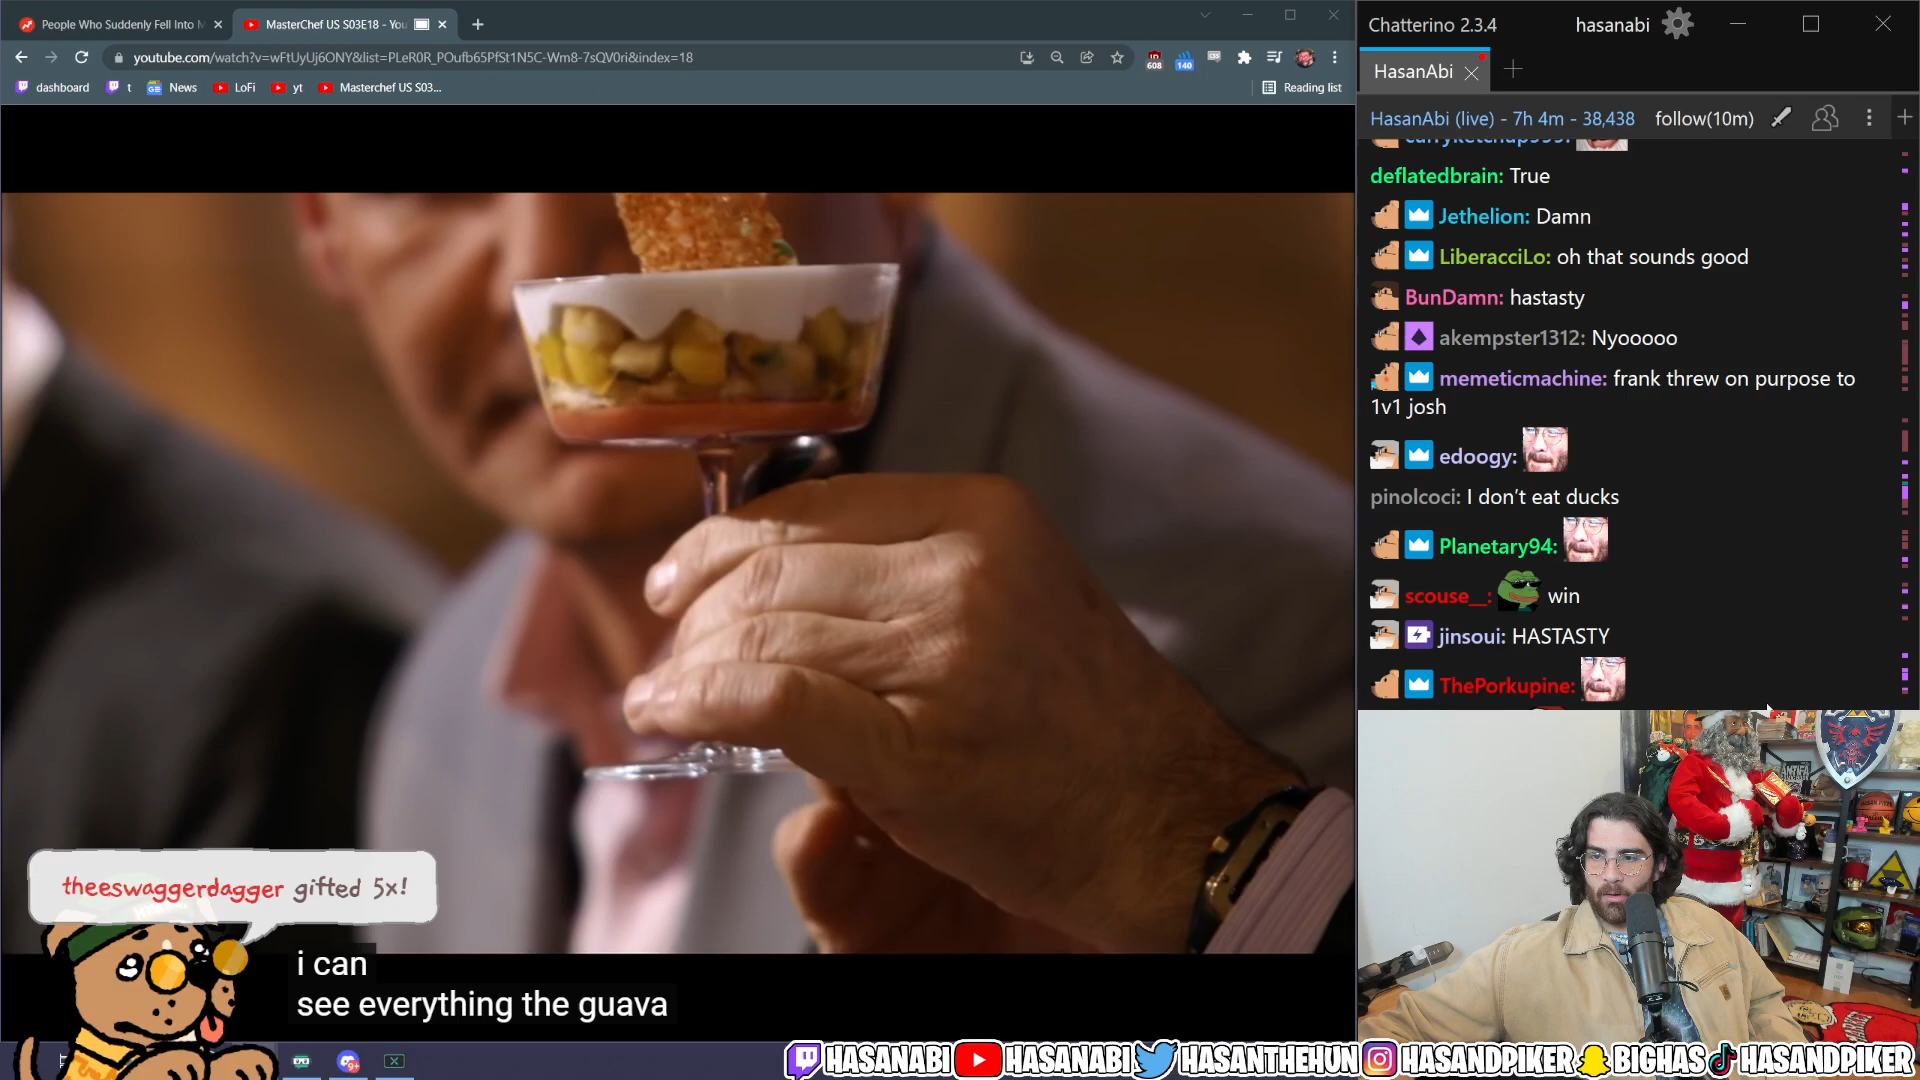 People Who Suddenly Fell Into M
MasterChef US S03E18 - You
youtube.com/watch?v=wFtUyUj6ONY&list=PLeR0R_POufb65PfSt1N5C-Wm8-7sQV0ri&index=18
608
140
dashboard
t
News
LoFi
yt
Masterchef US S03...
Reading list
theeswaggerdagger gifted 5x!
i can
see everything the guava
Chatterino 2.3.4
hasanabi
HasanAbi
HasanAbi (live) - 7h 4m - 38,438
follow(10m)
deflatedbrain: True
Jethelion: Damn
LiberacciLo: oh that sounds good
BunDamn: hastasty
akempster1312: Nyooooo
memeticmachine: frank threw on purpose to
1v1 josh
edoogy:
pinolcoci: I don't eat ducks
Planetary94:
scouse__: win
jinsoui: HASTASTY
ThePorkupine:
HASANABI
HASANABI
HASANTHEHUN
HASANDPIKER
BIGHAS
HASANDPIKER